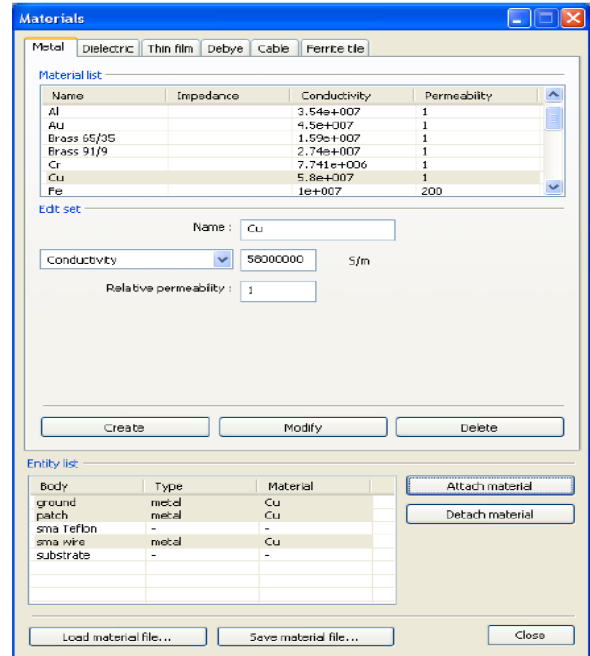 Materials
Metal Dielectric Thin film Debye Cable Ferrite tile
Material list
Name Impedance Conductivity Permeability
Al 3.54e+007 1
Au 4.5e+007 1
Brass 65/35 1.59e+007 1
Brass 91/9 2.74e+007 1
Cr 7.741e+006 1
Cu 5.8e+007 1
Fe 1e+007 200
Edit set
Name : Cu
Conductivity 58000000 S/m
Relative permeability : 1
Create Modify Delete
Entity list
Body Type Material
ground metal Cu
patch metal Cu
sma Teflon - -
sma wire metal Cu
substrate - -
Attach material
Detach material
Load material file... Save material file... Close